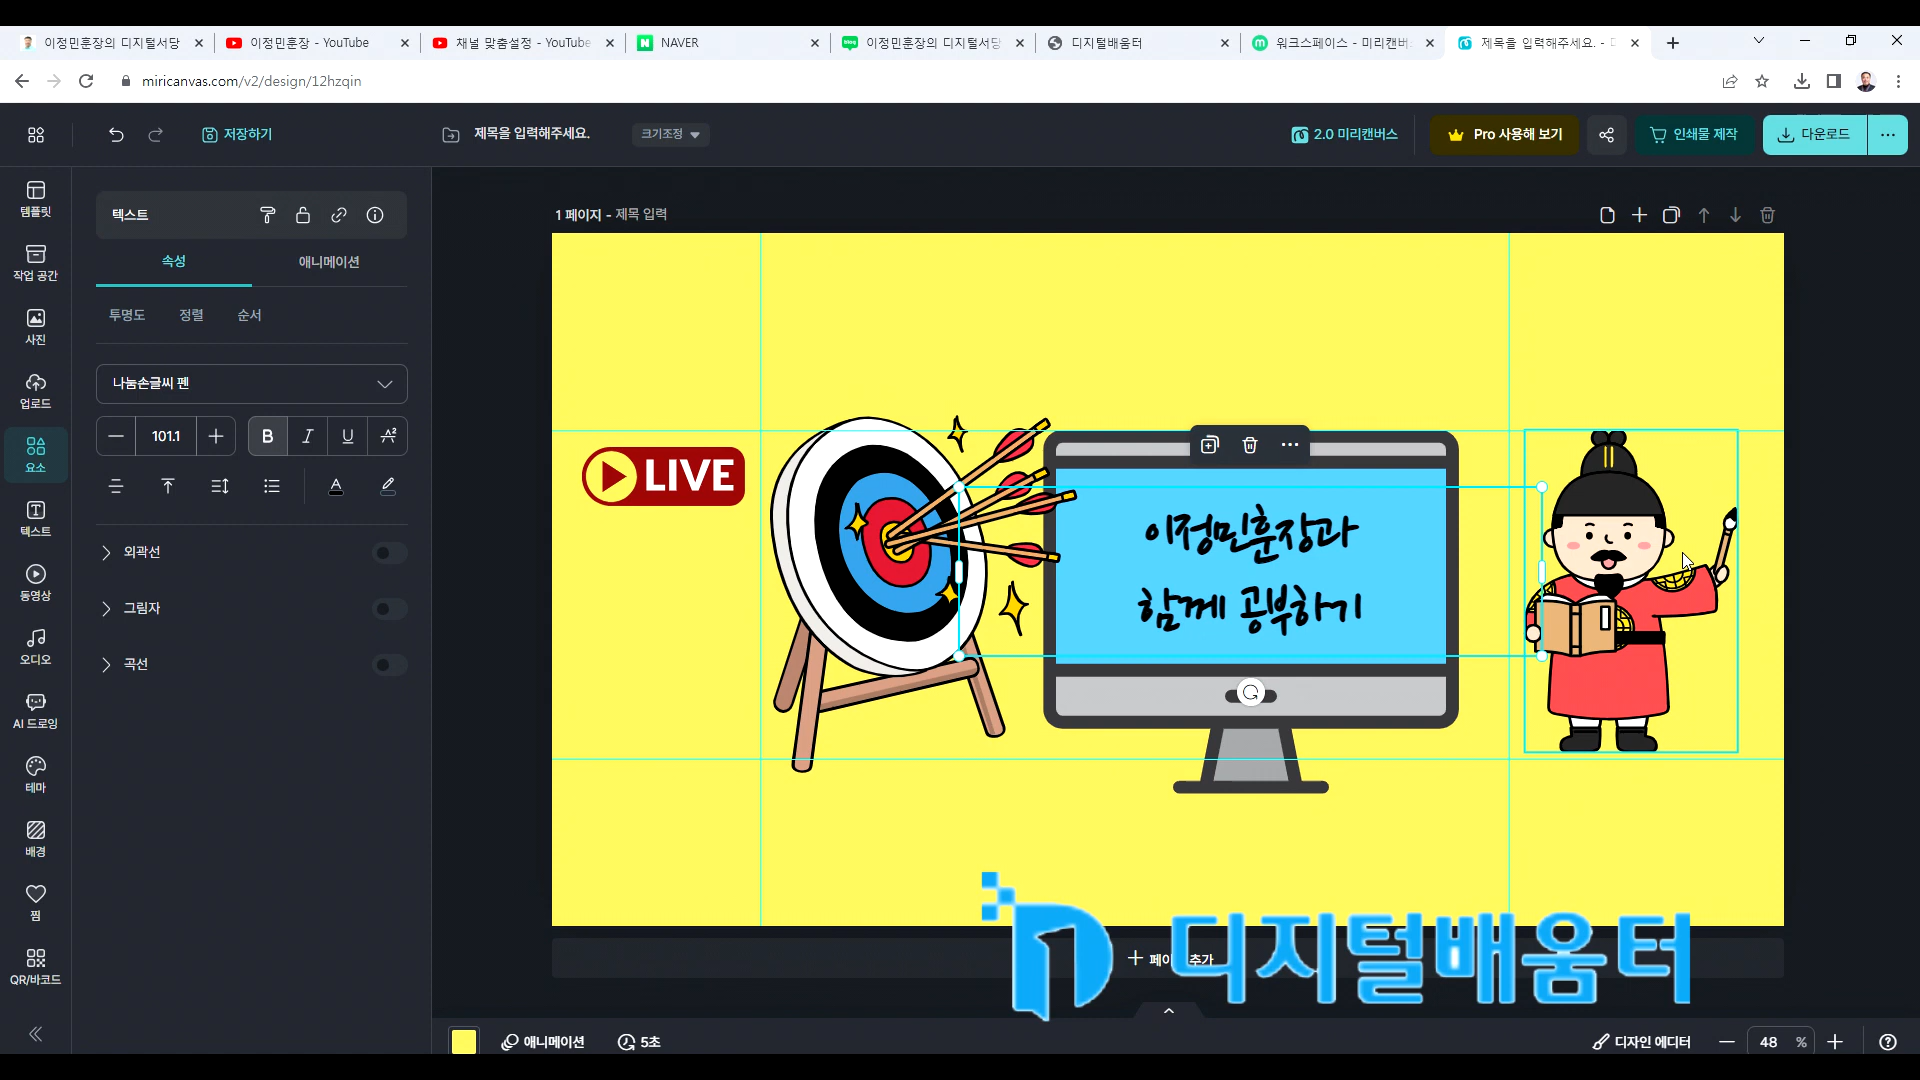 이정민훈장의 디지털서당
이정민훈장 - YouTube
채널 맞춤설정 - YouTube
NAVER
이정민훈장의 디지털서당
디지털배움터
워크스페이스 - 미리캔버
제목을 입력해주세요. -
miricanvas.com/v2/design/12hzqin
저장하기
제목을 입력해주세요.
크기조정
2.0 미리캔버스
Pro 사용해 보기
인쇄물 제작
다운로드
템플릿
작업 공간
사진
업로드
요소
텍스트
동영상
오디오
AI 드로잉
테마
배경
찜
QR/바코드
텍스트
속성
애니메이션
투명도
정렬
순서
나눔손글씨 펜
101.1
B
I
U
외곽선
그림자
곡선
1 페이지 - 제목 입력
LIVE
이정민훈장과
함께 공부하기
디지털배움터
애니메이션
5초
디자인 에디터
48 %